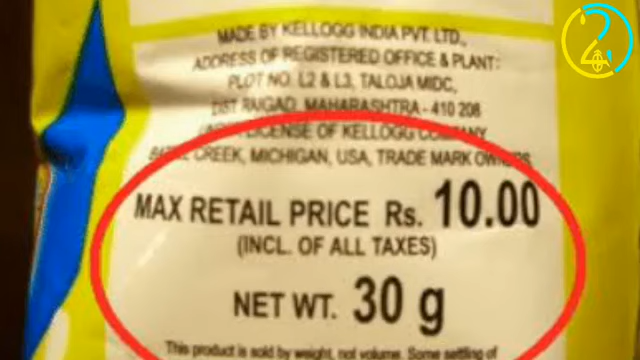 MADE BY KELLOGG INDIA PVT. LTD.,
ADDRESS OF REGISTERED OFFICE & PLANT:
PLOT NO. L2 & L3, TALOJA MIDC,
DIST RAIGAD, MAHARASHTRA - 410 208
LICENSE OF KELLOGG COMPANY
BATTLE CREEK, MICHIGAN, USA, TRADE MARK OWNERS
MAX RETAIL PRICE Rs. 10.00
(INCL. OF ALL TAXES)
NET WT. 30 g
This product is sold by weight, not volume. Some settling of